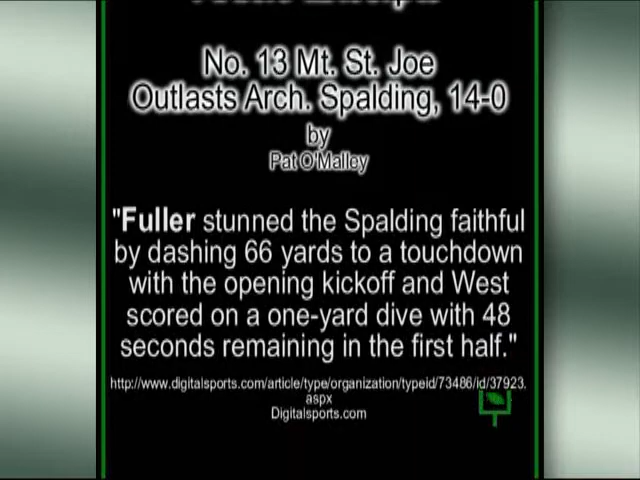 No. 13 Mt. St. Joe
Outlasts Arch. Spalding, 14-0
by
Pat O'Malley
"Fuller stunned the Spalding faithful
by dashing 66 yards to a touchdown
with the opening kickoff and West
scored on a one-yard dive with 48
seconds remaining in the first half."
http://www.digitalsports.com/article/type/organization/typeid/73486/id/37923.
aspx
Digitalsports.com